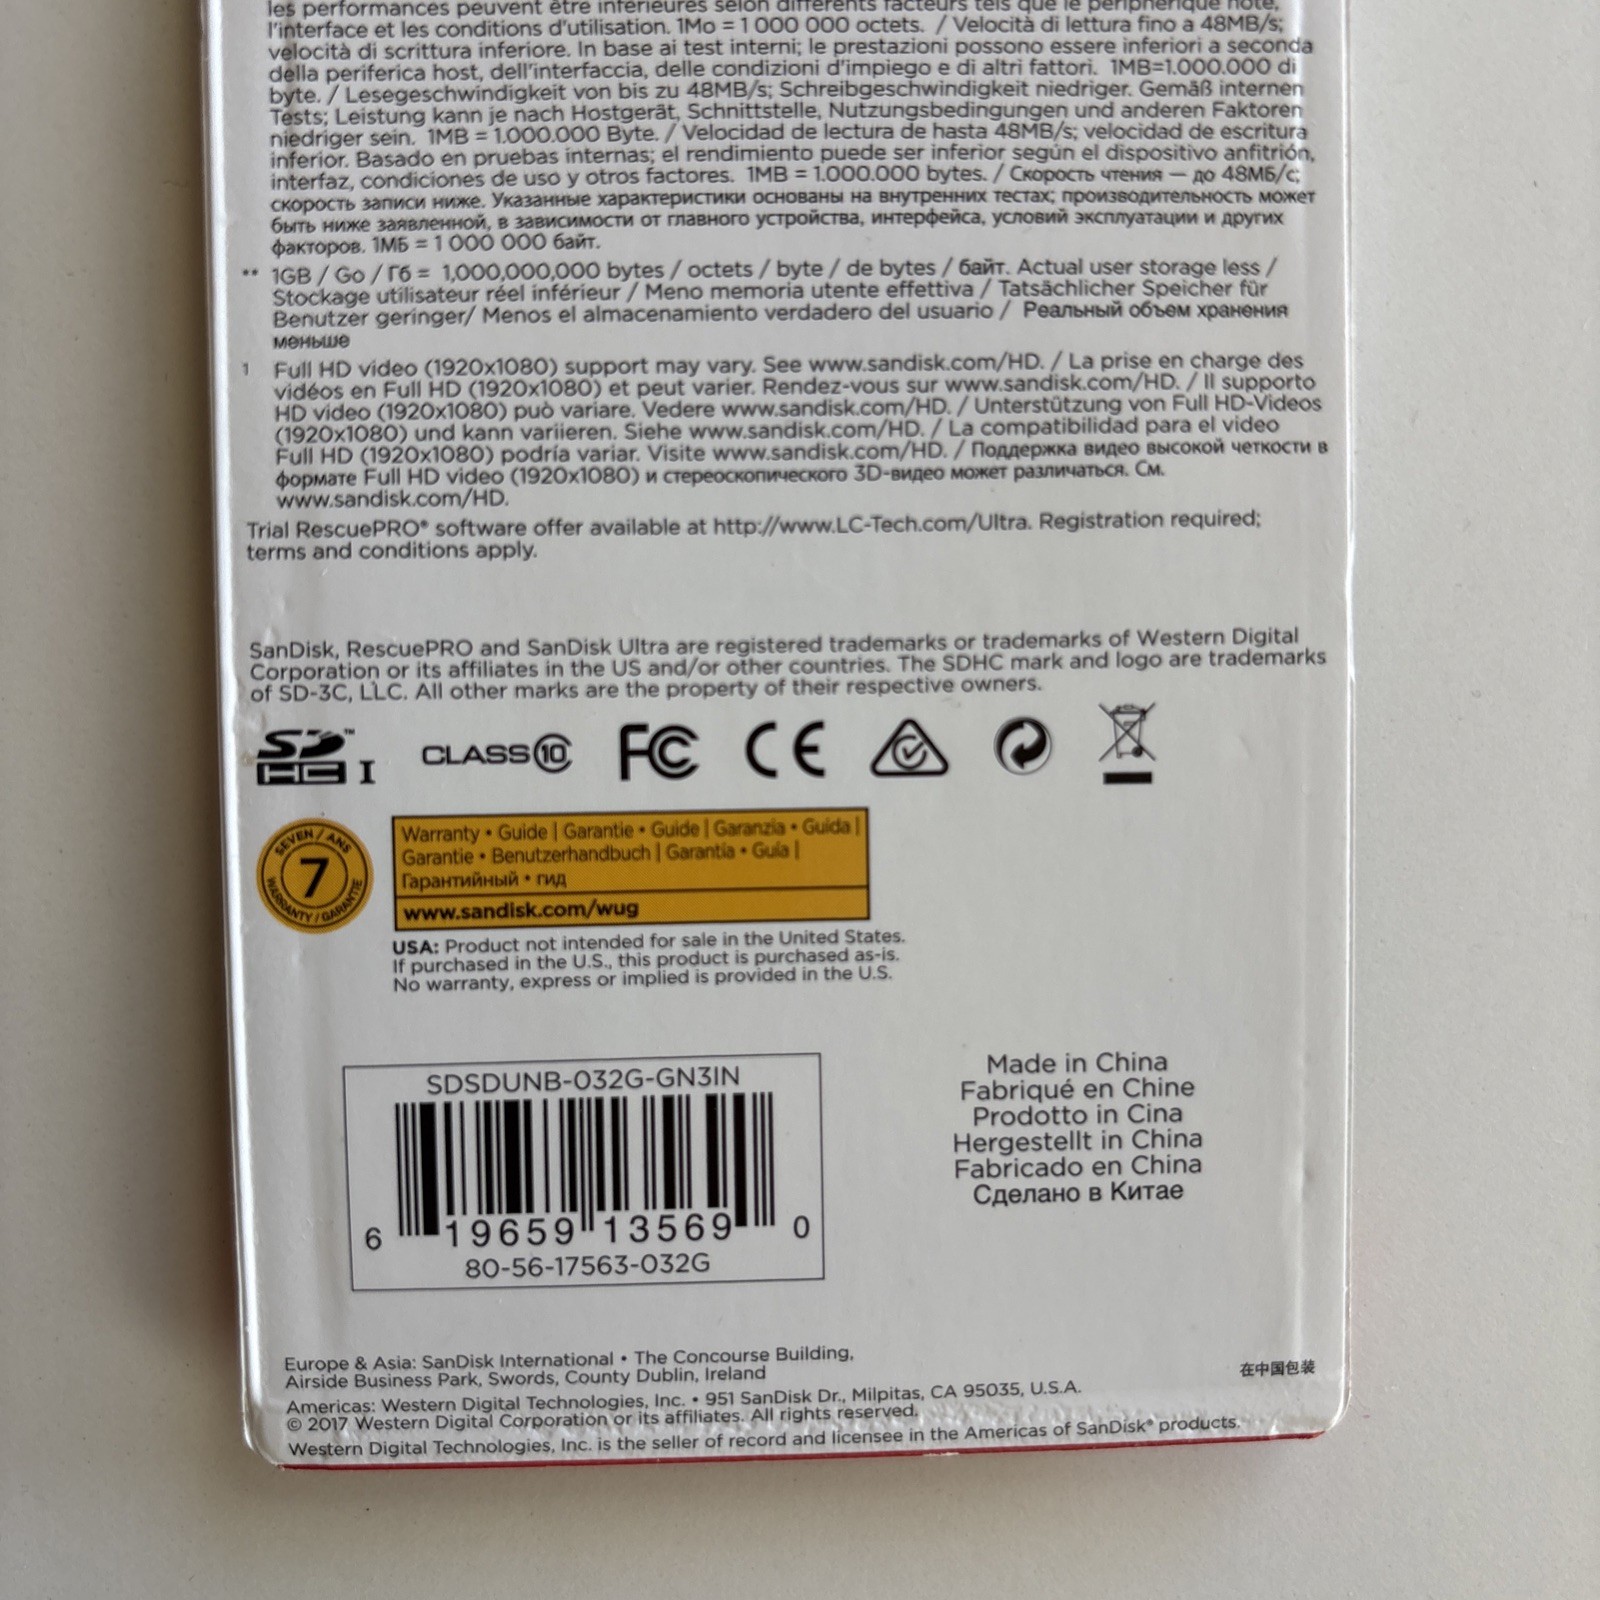 les performances peuvent être inférieures selon différents facteurs tels que le périphérique hôte,
l'interface et les conditions d'utilisation. 1Mo = 1 000 000 octets. / Velocità di lettura fino a 48MB/s;
velocità di scrittura inferiore. In base ai test interni; le prestazioni possono essere inferiori a seconda
della periferica host, dell'interfaccia, delle condizioni d'impiego e di altri fattori. 1MB=1.000.000 di
byte. / Lesegeschwindigkeit von bis zu 48MB/s; Schreibgeschwindigkeit niedriger. Gemäß internen
Tests; Leistung kann je nach Hostgerät, Schnittstelle, Nutzungsbedingungen und anderen Faktoren
niedriger sein. 1MB = 1.000.000 Byte. / Velocidad de lectura de hasta 48MB/s; velocidad de escritura
inferior. Basado en pruebas internas; el rendimiento puede ser inferior según el dispositivo anfitrión,
interfaz, condiciones de uso y otros factores. 1MB = 1.000.000 bytes. / Скорость чтения — до 48МБ/с;
скорость записи ниже. Указанные характеристики основаны на внутренних тестах; производительность может
быть ниже заявленной, в зависимости от главного устройства, интерфейса, условий эксплуатации и других
факторов. 1МБ = 1 000 000 байт.
** 1GB / Go / Гб = 1,000,000,000 bytes / octets / byte / de bytes / байт. Actual user storage less /
Stockage utilisateur réel inférieur / Meno memoria utente effettiva / Tatsächlicher Speicher für
Benutzer geringer/ Menos el almacenamiento verdadero del usuario / Реальный объем хранения
меньше
1 Full HD video (1920x1080) support may vary. See www.sandisk.com/HD. / La prise en charge des
vidéos en Full HD (1920x1080) et peut varier. Rendez-vous sur www.sandisk.com/HD. / Il supporto
HD video (1920x1080) può variare. Vedere www.sandisk.com/HD. / Unterstützung von Full HD-Videos
(1920x1080) und kann variieren. Siehe www.sandisk.com/HD. / La compatibilidad para el video
Full HD (1920x1080) podría variar. Visite www.sandisk.com/HD. / Поддержка видео высокой четкости в
формате Full HD video (1920x1080) и стереоскопического 3D-видео может различаться. См.
www.sandisk.com/HD.
Trial RescuePRO® software offer available at http://www.LC-Tech.com/Ultra. Registration required;
terms and conditions apply.
SanDisk, RescuePRO and SanDisk Ultra are registered trademarks or trademarks of Western Digital
Corporation or its affiliates in the US and/or other countries. The SDHC mark and logo are trademarks
of SD-3C, LLC. All other marks are the property of their respective owners.
SD HC I™ CLASS 10 FC CE
SEVEN / ANS
7
WARRANTY / GARANTIE
Warranty • Guide | Garantie • Guide | Garanzia • Guida |
Garantie • Benutzerhandbuch | Garantía • Guía |
Гарантийный • гид
www.sandisk.com/wug
USA: Product not intended for sale in the United States.
If purchased in the U.S., this product is purchased as-is.
No warranty, express or implied is provided in the U.S.
SDSDUNB-032G-GN3IN
6 19659 13569 0
80-56-17563-032G
Made in China
Fabriqué en Chine
Prodotto in Cina
Hergestellt in China
Fabricado en China
Сделано в Китае
Europe & Asia: SanDisk International • The Concourse Building,
Airside Business Park, Swords, County Dublin, Ireland
在中国包装
Americas: Western Digital Technologies, Inc. • 951 SanDisk Dr., Milpitas, CA 95035, U.S.A.
© 2017 Western Digital Corporation or its affiliates. All rights reserved.
Western Digital Technologies, Inc. is the seller of record and licensee in the Americas of SanDisk® products.